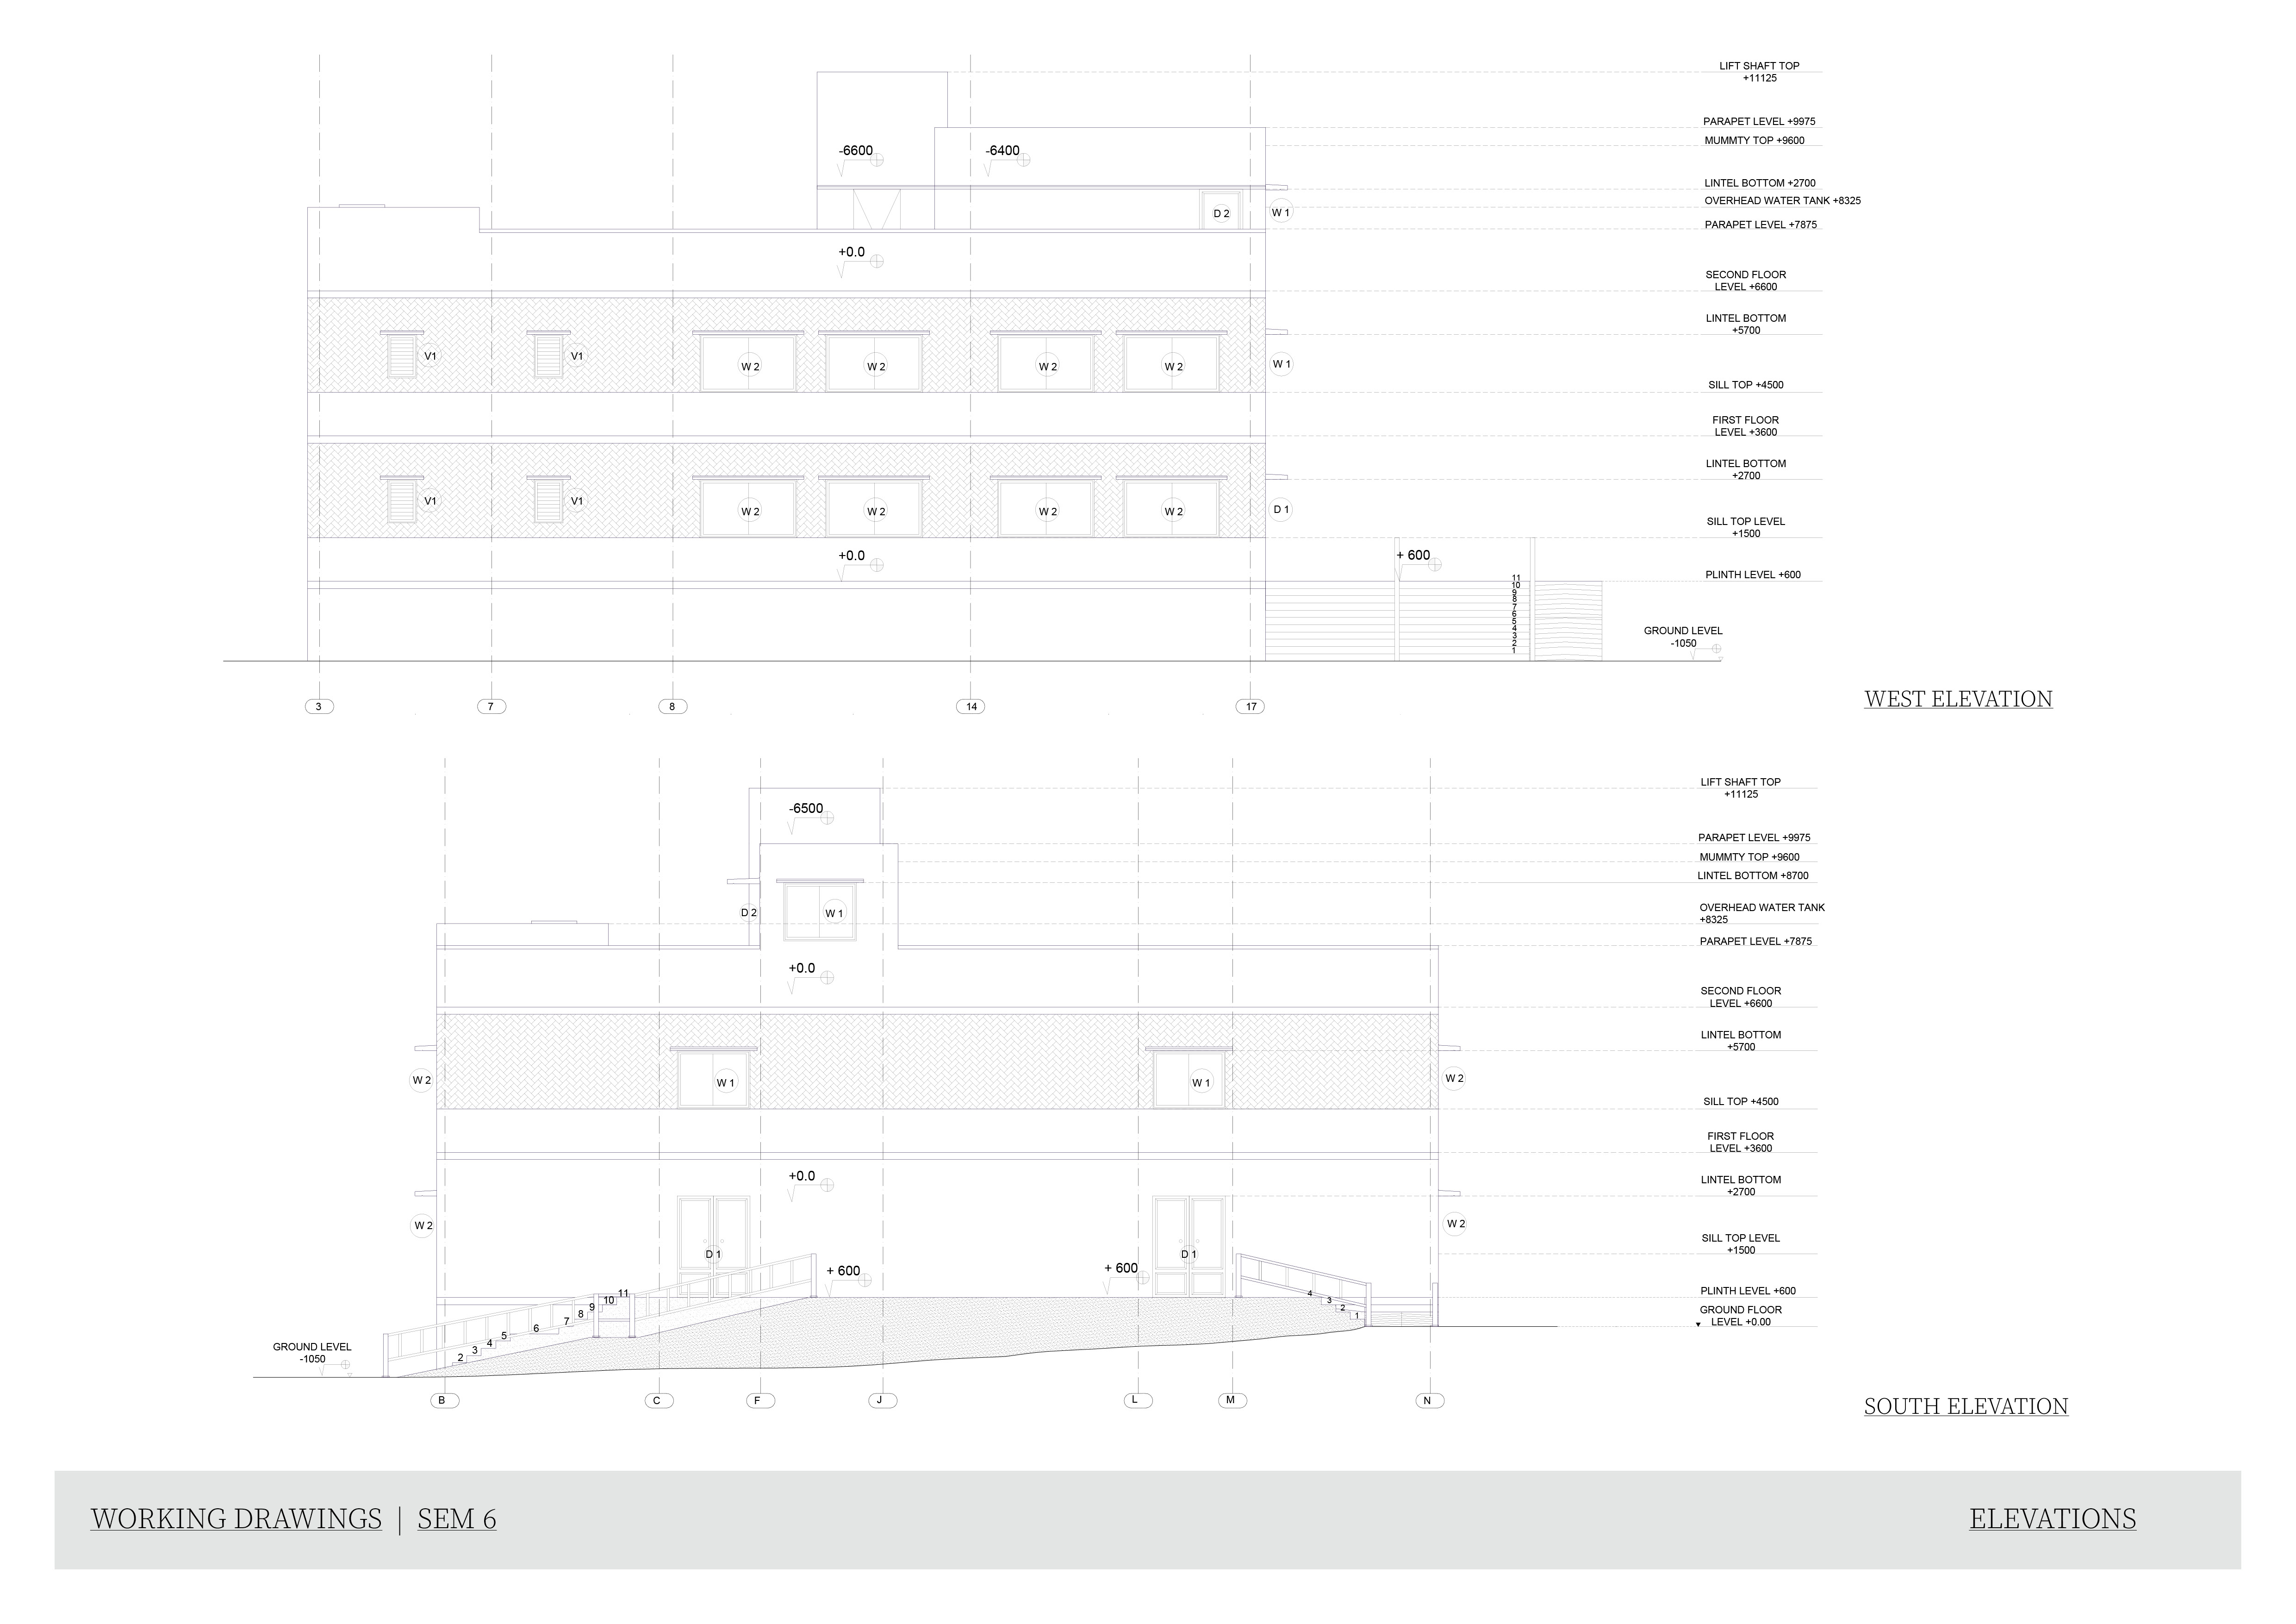 LIFT SHAFT TOP
+11125
PARAPET LEVEL +9975
MUMMTY TOP +9600
-6600
-6400
LINTEL BOTTOM +2700
OVERHEAD WATER TANK +8325
D 2
W 1
PARAPET LEVEL +7875
+0.0
SECOND FLOOR
LEVEL +6600
LINTEL BOTTOM
+5700
V1
V1
W 2
W 2
W 2
W 2
W 1
SILL TOP +4500
FIRST FLOOR
LEVEL +3600
LINTEL BOTTOM
+2700
V1
V1
W 2
W 2
W 2
W 2
D 1
SILL TOP LEVEL
+1500
+0.0
+ 600
PLINTH LEVEL +600
11
10
9
8
7
6
5
4
3
2
1
GROUND LEVEL
-1050
3
7
8
14
17
WEST ELEVATION
LIFT SHAFT TOP
+11125
-6500
PARAPET LEVEL +9975
MUMMTY TOP +9600
LINTEL BOTTOM +8700
D 2
W 1
OVERHEAD WATER TANK
+8325
PARAPET LEVEL +7875
+0.0
SECOND FLOOR
LEVEL +6600
LINTEL BOTTOM
+5700
W 2
W 1
W 1
W 2
SILL TOP +4500
FIRST FLOOR
LEVEL +3600
+0.0
LINTEL BOTTOM
+2700
W 2
W 2
SILL TOP LEVEL
+1500
D 1
D 1
+ 600
+ 600
PLINTH LEVEL +600
11
10
9
8
7
6
5
4
3
2
4
3
2
1
GROUND FLOOR
LEVEL +0.00
GROUND LEVEL
-1050
B
C
F
J
L
M
N
SOUTH ELEVATION
WORKING DRAWINGS | SEM 6
ELEVATIONS